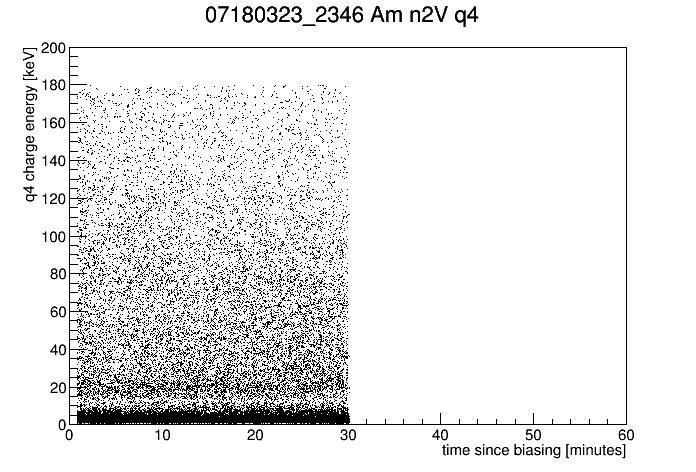 07180323_2346 Am n2V q4
q4 charge energy [keV]
200
180
160
140
120
100
80
60
40
20
0
0 10 20 30 40 50 60
time since biasing [minutes]